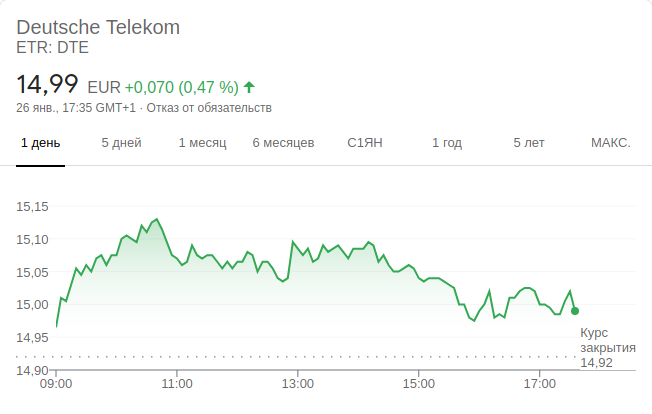 Deutsche Telekom
ETR: DTE
14,99 EUR +0,070 (0,47 %)
26 янв., 17:35 GMT+1 · Отказ от обязательств
1 день 5 дней 1 месяц 6 месяцев С1ЯН 1 год 5 лет МАКС.
15,15
15,10
15,05
15,00
14,95
14,90
Курс
закрытия
14,92
09:00 11:00 13:00 15:00 17:00